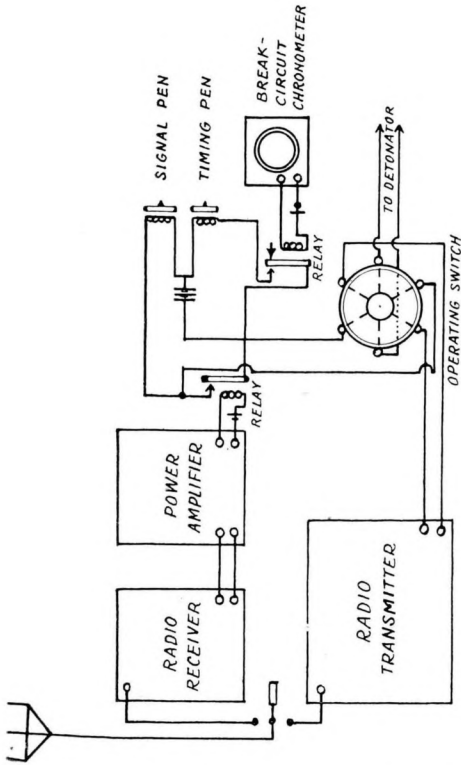 RADIO
RECEIVER
POWER
AMPLIFIER
RELAY
SIGNAL PEN
TIMING PEN
BREAK-
CIRCUIT
CHRONOMETER
RELAY
TO DETONATOR
OPERATING SWITCH
RADIO
TRANSMITTER